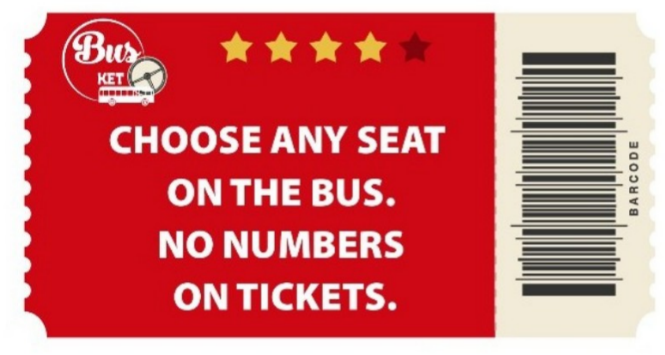 Bus
KET
CHOOSE ANY SEAT
ON THE BUS.
NO NUMBERS
ON TICKETS.
BARCODE